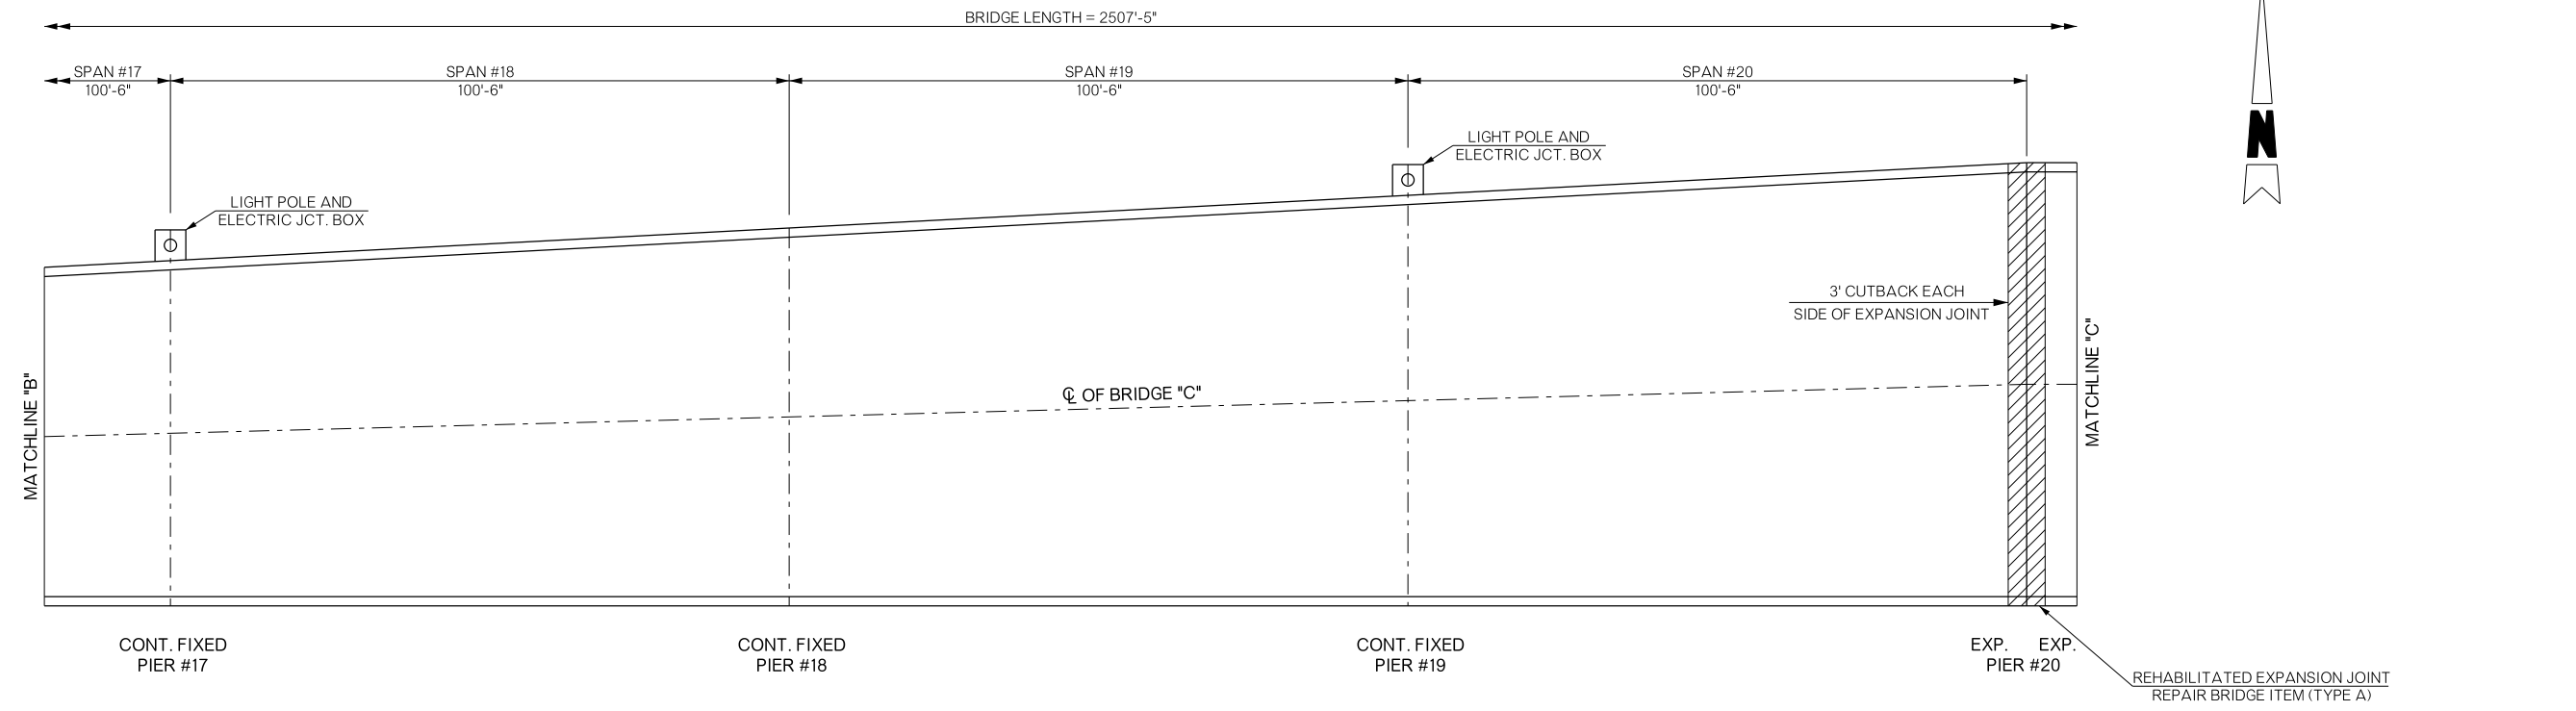 BRIDGE LENGTH = 2507'-5"
SPAN #17
100'-6"
SPAN #18
100'-6"
SPAN #19
100'-6"
SPAN #20
100'-6"
N
LIGHT POLE AND
ELECTRIC JCT. BOX
LIGHT POLE AND
ELECTRIC JCT. BOX
3' CUTBACK EACH
SIDE OF EXPANSION JOINT
MATCHLINE "B"
℄ OF BRIDGE "C"
MATCHLINE "C"
CONT. FIXED
PIER #17
CONT. FIXED
PIER #18
CONT. FIXED
PIER #19
EXP. EXP.
PIER #20
REHABILITATED EXPANSION JOINT
REPAIR BRIDGE ITEM (TYPE A)